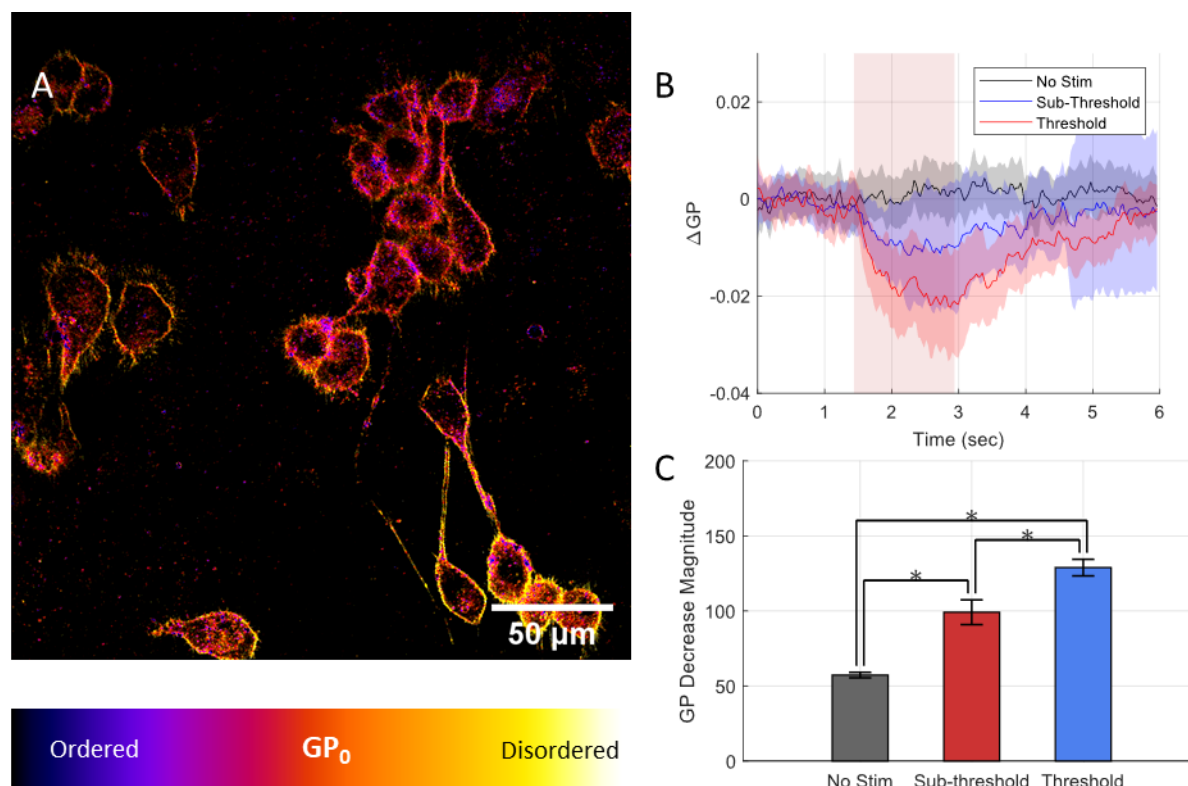 A
50 µm
Ordered
GP0
Disordered
B
No Stim
Sub-Threshold
Threshold
0.02
0
-0.02
-0.04
ΔGP
0 1 2 3 4 5 6
Time (sec)
C
200
150
100
50
0
GP Decrease Magnitude
*
*
*
No Stim Sub-threshold Threshold